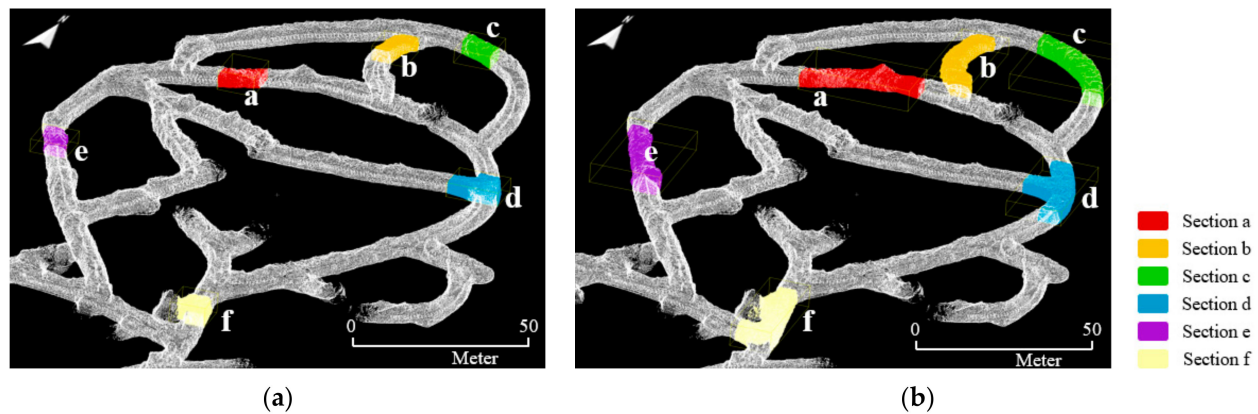 N
c
b
a
e
d
f
0
50
Meter
(a)
N
c
b
a
e
d
f
0
50
Meter
(b)
Section a
Section b
Section c
Section d
Section e
Section f